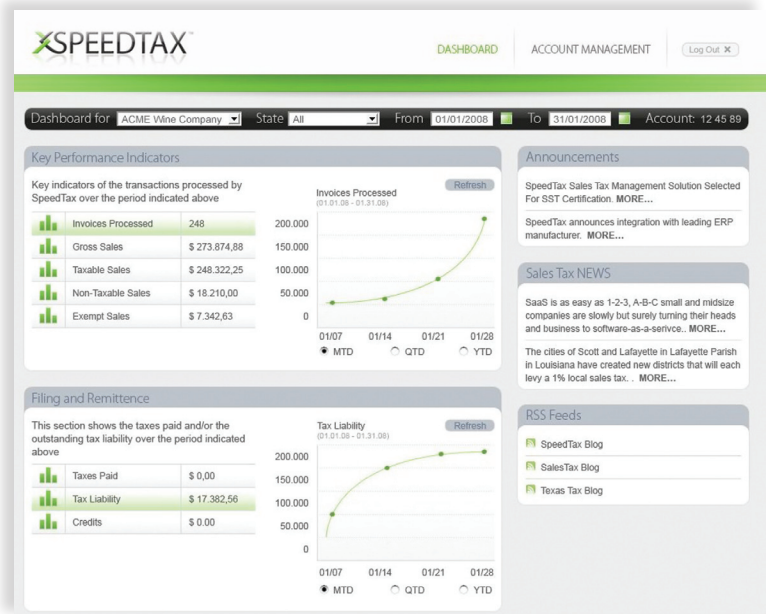 XSPEEDTAX
DASHBOARD
ACCOUNT MANAGEMENT
Log Out ✖
Dashboard for ACME Wine Company State All From 01/01/2008 To 31/01/2008 Account: 12 45 89
Key Performance Indicators
Key indicators of the transactions processed by
SpeedTax over the period indicated above
Invoices Processed 248
Gross Sales $ 273.874,88
Taxable Sales $ 248.322,25
Non-Taxable Sales $ 18.210,00
Exempt Sales $ 7.342,63
Invoices Processed
(01.01.08 - 01.31.08)
Refresh
200.000
150.000
100.000
50.000
0
01/07 01/14 01/21 01/28
MTD QTD YTD
Filing and Remittence
This section shows the taxes paid and/or the
outstanding tax liability over the period indicated
above
Taxes Paid $ 0,00
Tax Liability $ 17.382,56
Credits $ 0.00
Tax Liability
(01.01.08 - 01.31.08)
Refresh
200.000
150.000
100.000
50.000
0
01/07 01/14 01/21 01/28
MTD QTD YTD
Announcements
SpeedTax Sales Tax Management Solution Selected
For SST Certification. MORE...
SpeedTax announces integration with leading ERP
manufacturer. MORE...
Sales Tax NEWS
SaaS is as easy as 1-2-3, A-B-C small and midsize
companies are slowly but surely turning their heads
and business to software-as-a-serivce.. MORE...
The cities of Scott and Lafayette in Lafayette Parish
in Louisiana have created new districts that will each
levy a 1% local sales tax. . MORE...
RSS Feeds
SpeedTax Blog
SalesTax Blog
Texas Tax Blog